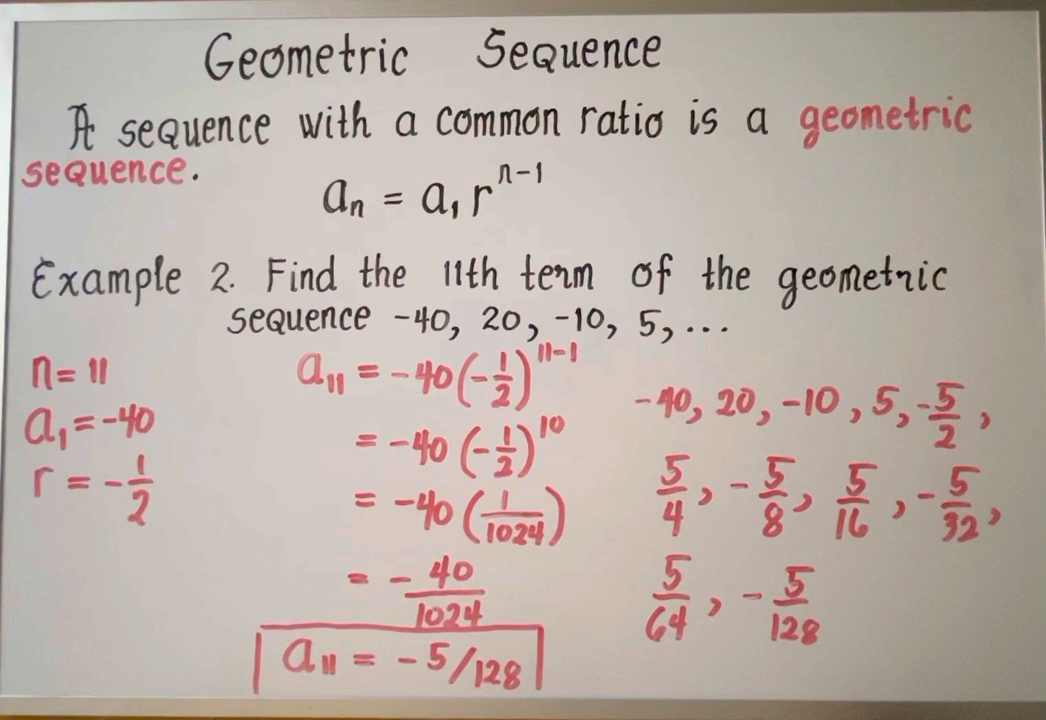 Geometric Sequence
A sequence with a common ratio is a geometric
sequence.
aₙ = a₁ rⁿ⁻¹
Example 2. Find the 11th term of the geometric
sequence -40, 20, -10, 5, ...
n = 11
a₁ = -40
r = -1/2
a₁₁ = -40(-1/2)¹¹⁻¹
= -40(-1/2)¹⁰
= -40(1/1024)
= -40/1024
a₁₁ = -5/128
-40, 20, -10, 5, -5/2,
5/4, -5/8, 5/16, -5/32,
5/64, -5/128